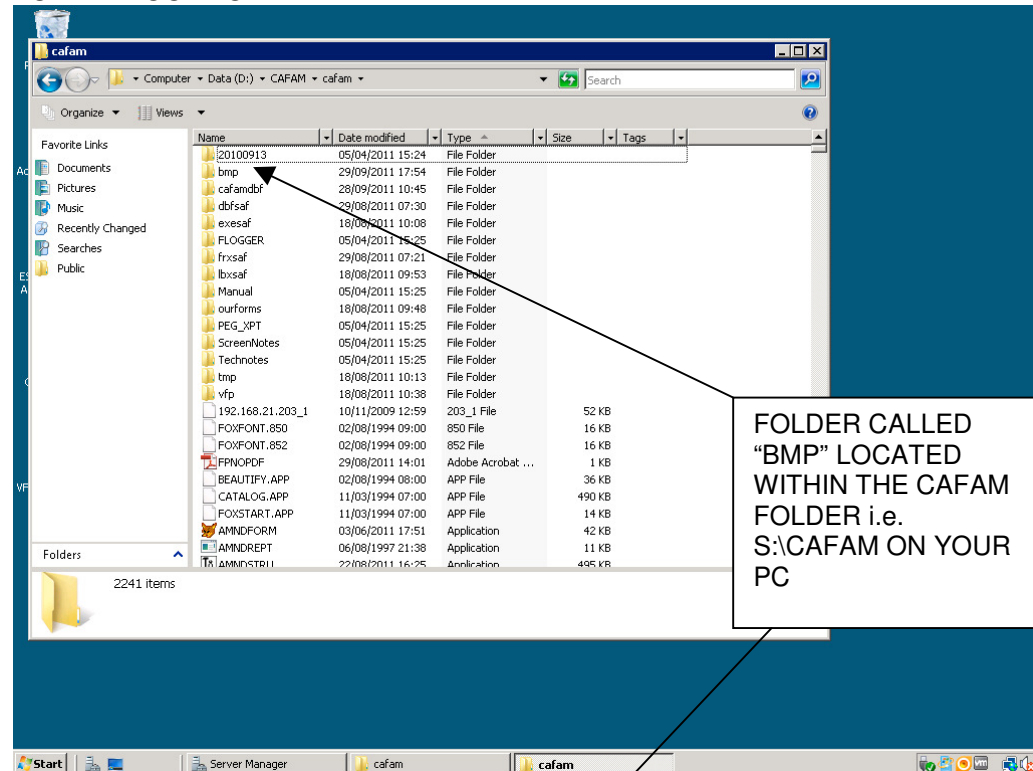 cafam
Computer Data (D:) CAFAM cafam Search
Organize Views
Favorite Links
Documents
Pictures
Music
Recently Changed
Searches
Public
Folders
Name Date modified Type Size Tags
20100913 05/04/2011 15:24 File Folder
bmp 29/09/2011 17:54 File Folder
cafamdbf 28/09/2011 10:45 File Folder
dbfsaf 29/08/2011 07:30 File Folder
exesaf 18/08/2011 10:08 File Folder
FLOGGER 05/04/2011 15:25 File Folder
frxsaf 29/08/2011 07:21 File Folder
lbxsaf 18/08/2011 09:53 File Folder
Manual 05/04/2011 15:25 File Folder
ourforms 18/08/2011 09:48 File Folder
PEG_XPT 05/04/2011 15:25 File Folder
ScreenNotes 05/04/2011 15:25 File Folder
Technotes 05/04/2011 15:25 File Folder
tmp 18/08/2011 10:13 File Folder
vfp 18/08/2011 10:38 File Folder
192.168.21.203_1 10/11/2009 12:59 203_1 File 52 KB
FOXFONT.850 02/08/1994 09:00 850 File 16 KB
FOXFONT.852 02/08/1994 09:00 852 File 16 KB
FPNOPDF 29/08/2011 14:01 Adobe Acrobat ... 1 KB
BEAUTIFY.APP 02/08/1994 08:00 APP File 36 KB
CATALOG.APP 11/03/1994 07:00 APP File 490 KB
FOXSTART.APP 11/03/1994 07:00 APP File 14 KB
AMNDFORM 03/06/2011 17:51 Application 42 KB
AMNDREPT 06/08/1997 21:38 Application 11 KB
AMNDSTRU 22/08/2011 16:25 Application 495 KB
2241 items
FOLDER CALLED
“BMP” LOCATED
WITHIN THE CAFAM
FOLDER i.e.
S:\CAFAM ON YOUR
PC
Start Server Manager cafam cafam